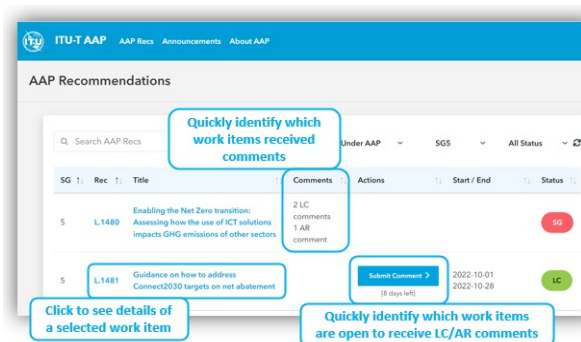 ITU
ITU-T AAP AAP Recs Announcements About AAP
AAP Recommendations
Quickly identify which
work items received
comments
Search AAP Recs
Under AAP
SG5
All Status
SG Rec Title Comments Actions Start / End Status
5 L.1480
Enabling the Net Zero transition:
Assessing how the use of ICT solutions
impacts GHG emissions of other sectors
2 LC
comments
1 AR
comment
SG
5 L.1481
Guidance on how to address
Connect2030 targets on net abatement
Submit Comment >
[8 days left]
2022-10-01
2022-10-28
LC
Click to see details of
a selected work item
Quickly identify which work items
are open to receive LC/AR comments